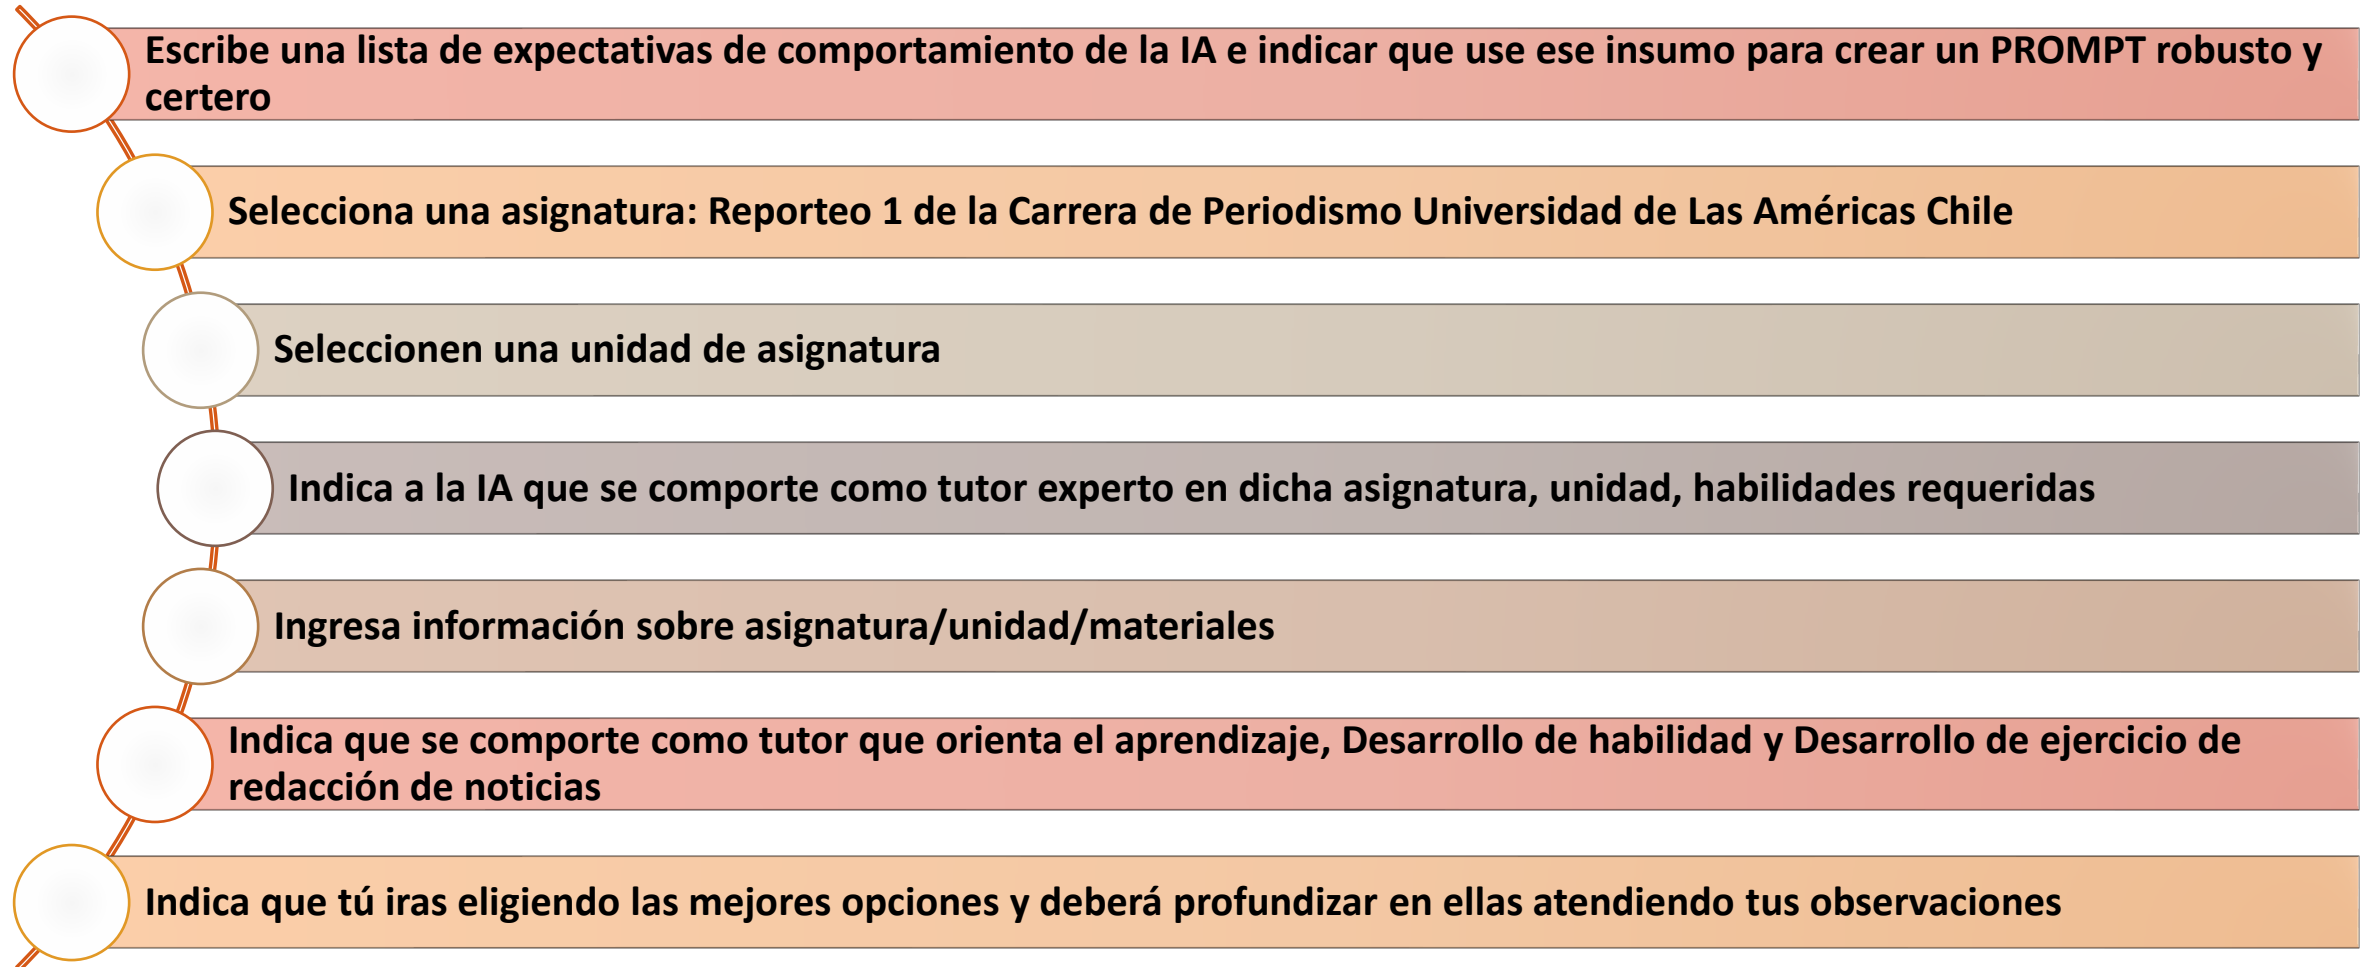 Escribe una lista de expectativas de comportamiento de la IA e indicar que use ese insumo para crear un PROMPT robusto y
certero
Selecciona una asignatura: Reporteo 1 de la Carrera de Periodismo Universidad de Las Américas Chile
Seleccionen una unidad de asignatura
Indica a la IA que se comporte como tutor experto en dicha asignatura, unidad, habilidades requeridas
Ingresa información sobre asignatura/unidad/materiales
Indica que se comporte como tutor que orienta el aprendizaje, Desarrollo de habilidad y Desarrollo de ejercicio de
redacción de noticias
Indica que tú iras eligiendo las mejores opciones y deberá profundizar en ellas atendiendo tus observaciones